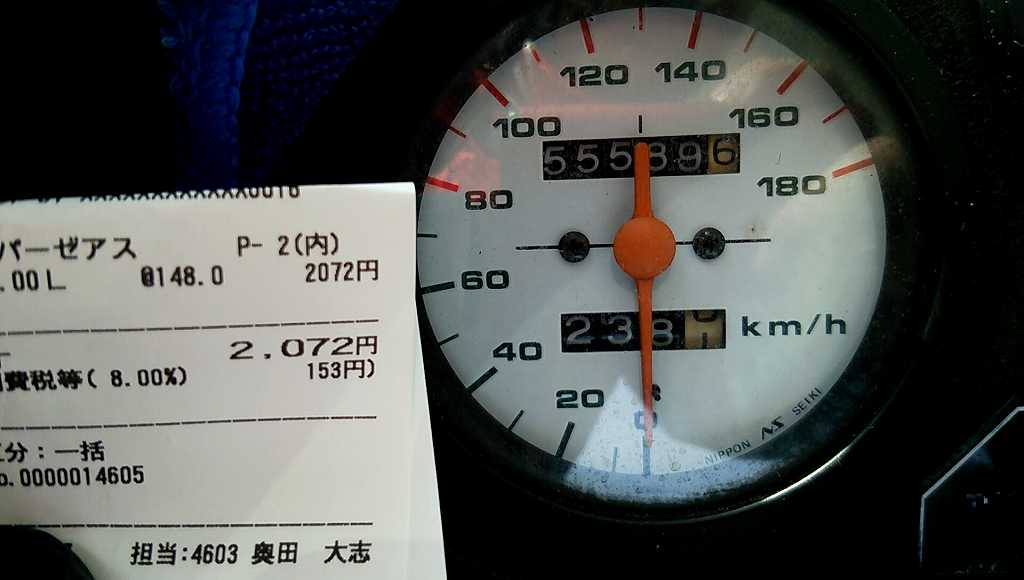 XXXXXXXXXXXXX0016
パーゼアス P- 2(内)
.00L @148.0 2072円
2,072円
費税等( 8.00%) 153円)
分:一括
o.0000014605
担当:4603 奥田 大志
120 140
100 160
555896
80 180
60
238
km/h
40
20
0
NIPPON NS SEIKI